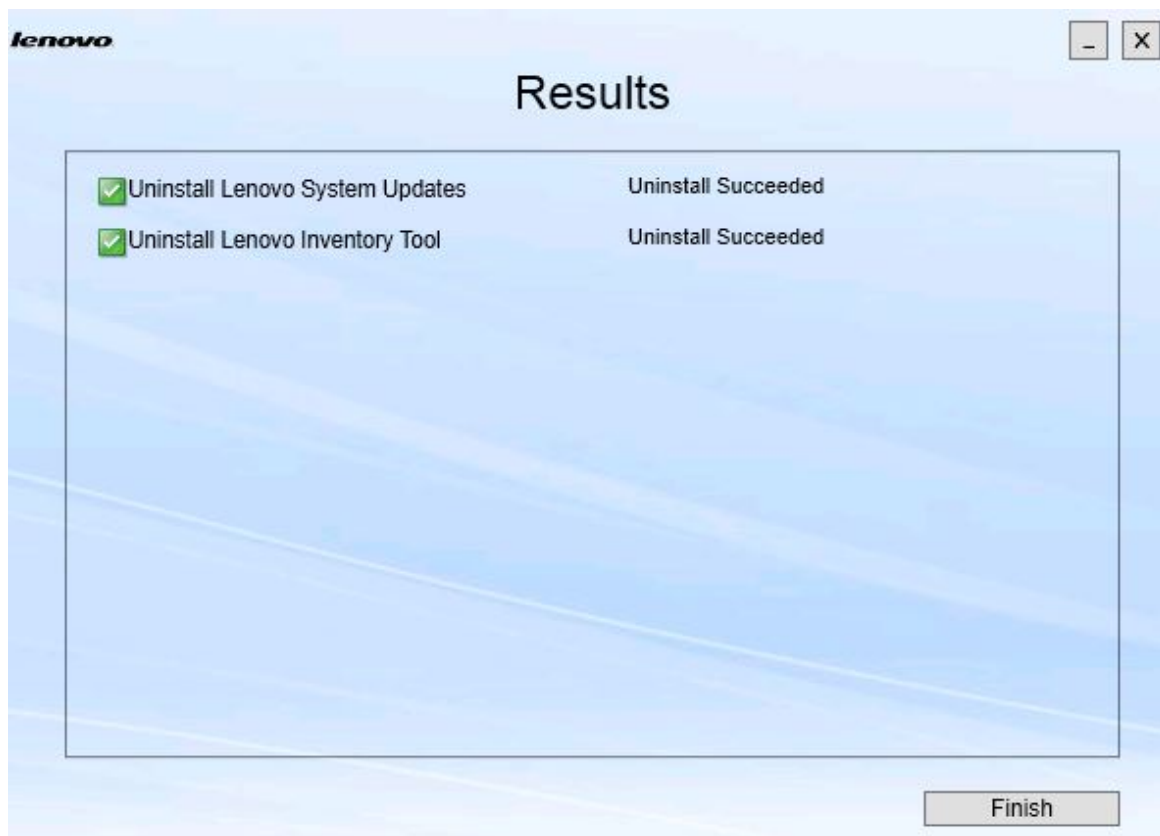 lenovo
Results
Uninstall Lenovo System Updates Uninstall Succeeded
Uninstall Lenovo Inventory Tool Uninstall Succeeded
Finish